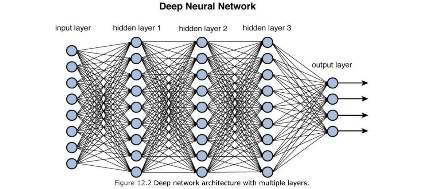 Deep Neural Network
input layer
hidden layer 1
hidden layer 2
hidden layer 3
output layer
Figure 12.2 Deep network architecture with multiple layers.